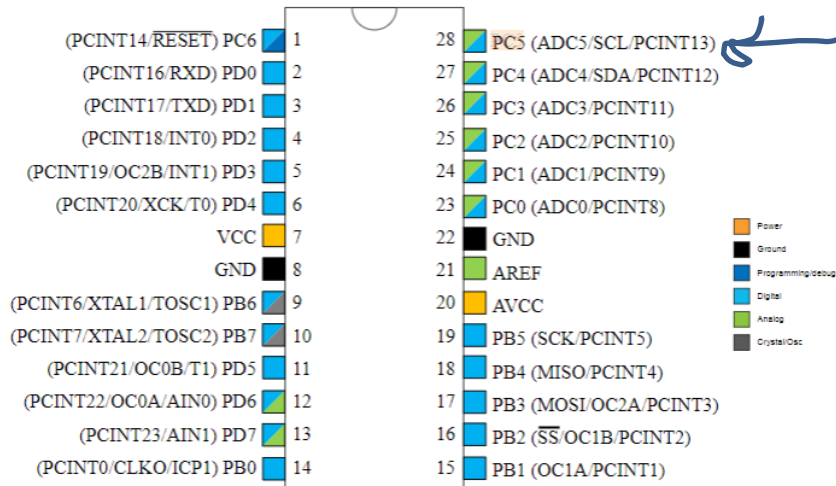 (PCINT14/RESET) PC6 1 28 PC5 (ADC5/SCL/PCINT13)
(PCINT16/RXD) PD0 2 27 PC4 (ADC4/SDA/PCINT12)
(PCINT17/TXD) PD1 3 26 PC3 (ADC3/PCINT11)
(PCINT18/INT0) PD2 4 25 PC2 (ADC2/PCINT10)
(PCINT19/OC2B/INT1) PD3 5 24 PC1 (ADC1/PCINT9)
(PCINT20/XCK/T0) PD4 6 23 PC0 (ADC0/PCINT8)
VCC 7 22 GND
GND 8 21 AREF
(PCINT6/XTAL1/TOSC1) PB6 9 20 AVCC
(PCINT7/XTAL2/TOSC2) PB7 10 19 PB5 (SCK/PCINT5)
(PCINT21/OC0B/T1) PD5 11 18 PB4 (MISO/PCINT4)
(PCINT22/OC0A/AIN0) PD6 12 17 PB3 (MOSI/OC2A/PCINT3)
(PCINT23/AIN1) PD7 13 16 PB2 (SS/OC1B/PCINT2)
(PCINT0/CLKO/ICP1) PB0 14 15 PB1 (OC1A/PCINT1)
Power
Ground
Programming/debug
Digital
Analog
Crystal/Osc